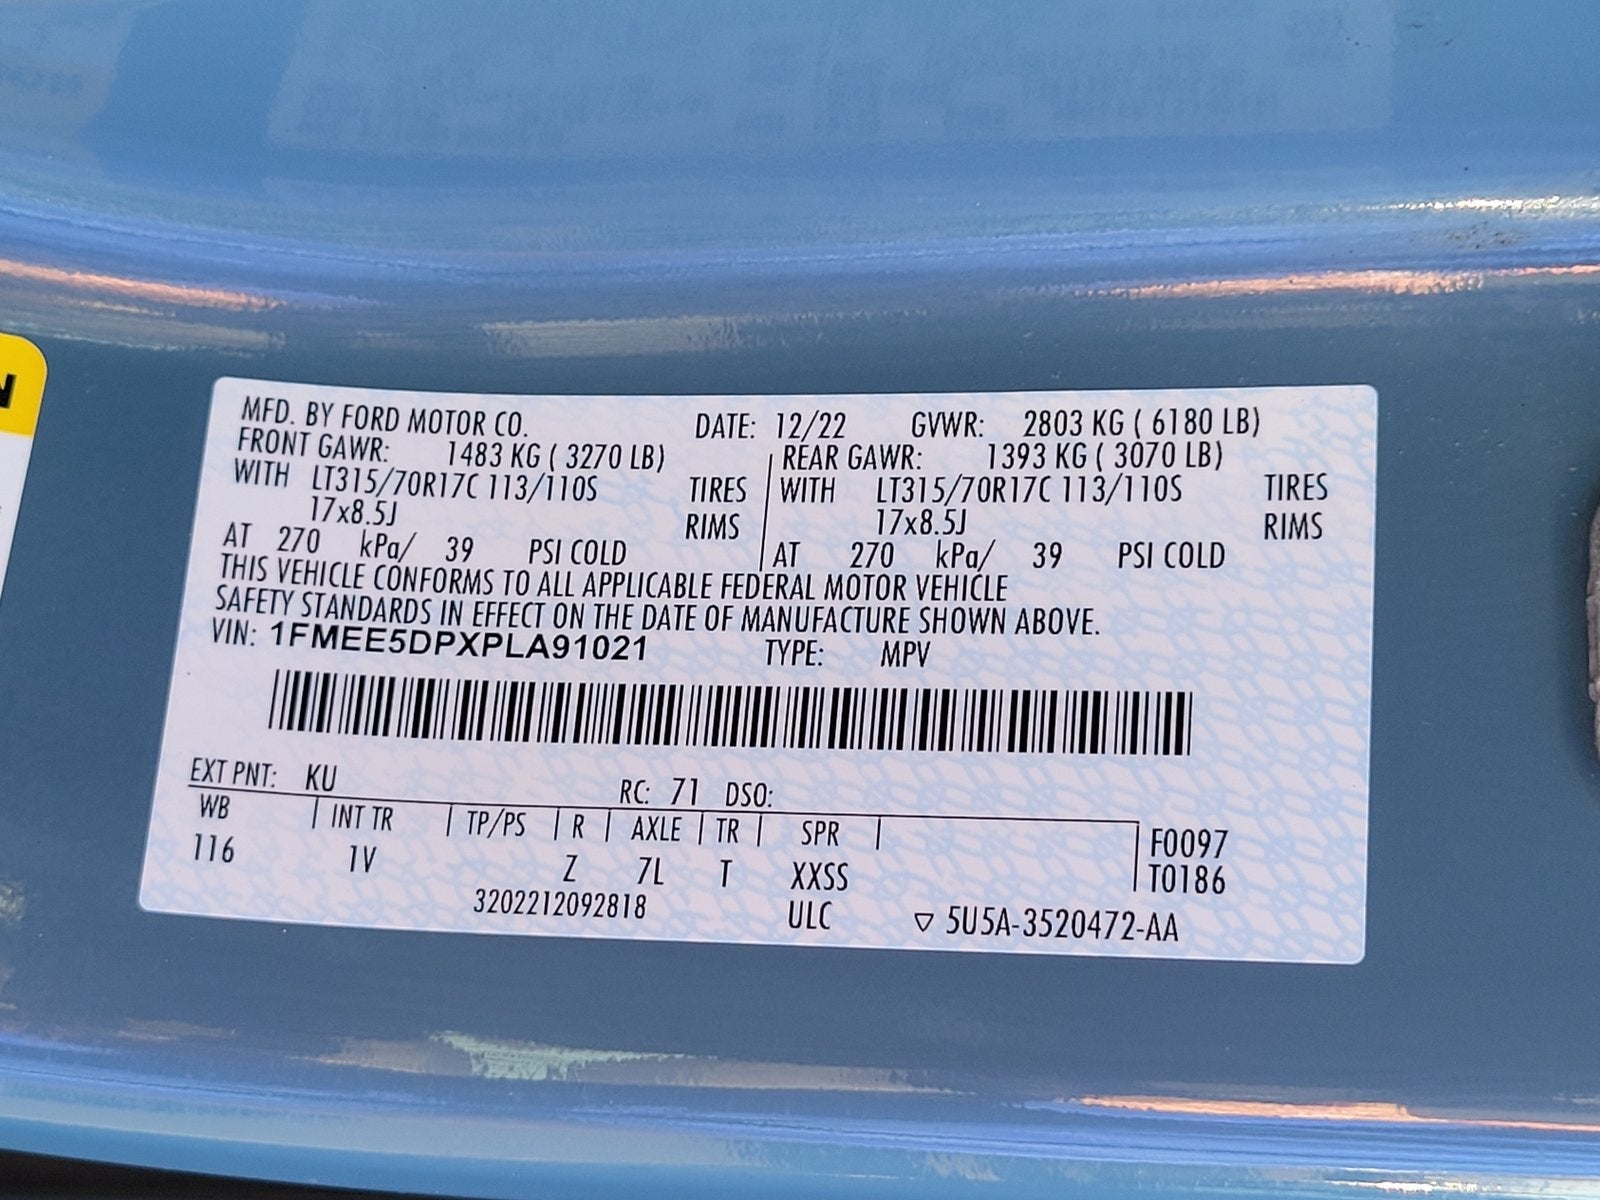 N
MFD. BY FORD MOTOR CO. DATE: 12/22 GVWR: 2803 KG ( 6180 LB)
FRONT GAWR: 1483 KG ( 3270 LB) REAR GAWR: 1393 KG ( 3070 LB)
WITH LT315/70R17C 113/110S TIRES WITH LT315/70R17C 113/110S TIRES
17x8.5J RIMS 17x8.5J RIMS
AT 270 kPa/ 39 PSI COLD AT 270 kPa/ 39 PSI COLD
THIS VEHICLE CONFORMS TO ALL APPLICABLE FEDERAL MOTOR VEHICLE
SAFETY STANDARDS IN EFFECT ON THE DATE OF MANUFACTURE SHOWN ABOVE.
VIN: 1FMEE5DPXPLA91021 TYPE: MPV
EXT PNT: KU RC: 71 DSO:
WB | INT TR | TP/PS | R | AXLE | TR | SPR | F0097
116 1V Z 7L T XXSS T0186
3202212092818 ULC ▽ 5U5A-3520472-AA